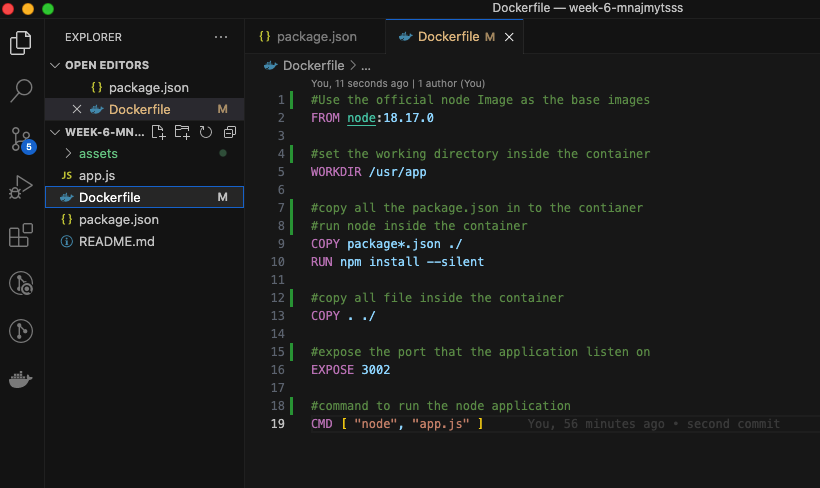 Dockerfile — week-6-mnajmytsss
EXPLORER
OPEN EDITORS
{} package.json
Dockerfile M
WEEK-6-MN...
assets
JS app.js
Dockerfile M
{} package.json
README.md
5
{} package.json
Dockerfile M
Dockerfile > ...
You, 11 seconds ago | 1 author (You)
1 #Use the official node Image as the base images
2 FROM node:18.17.0
3
4 #set the working directory inside the container
5 WORKDIR /usr/app
6
7 #copy all the package.json in to the contianer
8 #run node inside the container
9 COPY package*.json ./
10 RUN npm install --silent
11
12 #copy all file inside the container
13 COPY . ./
14
15 #expose the port that the application listen on
16 EXPOSE 3002
17
18 #command to run the node application
19 CMD [ "node", "app.js" ] You, 56 minutes ago • second commit